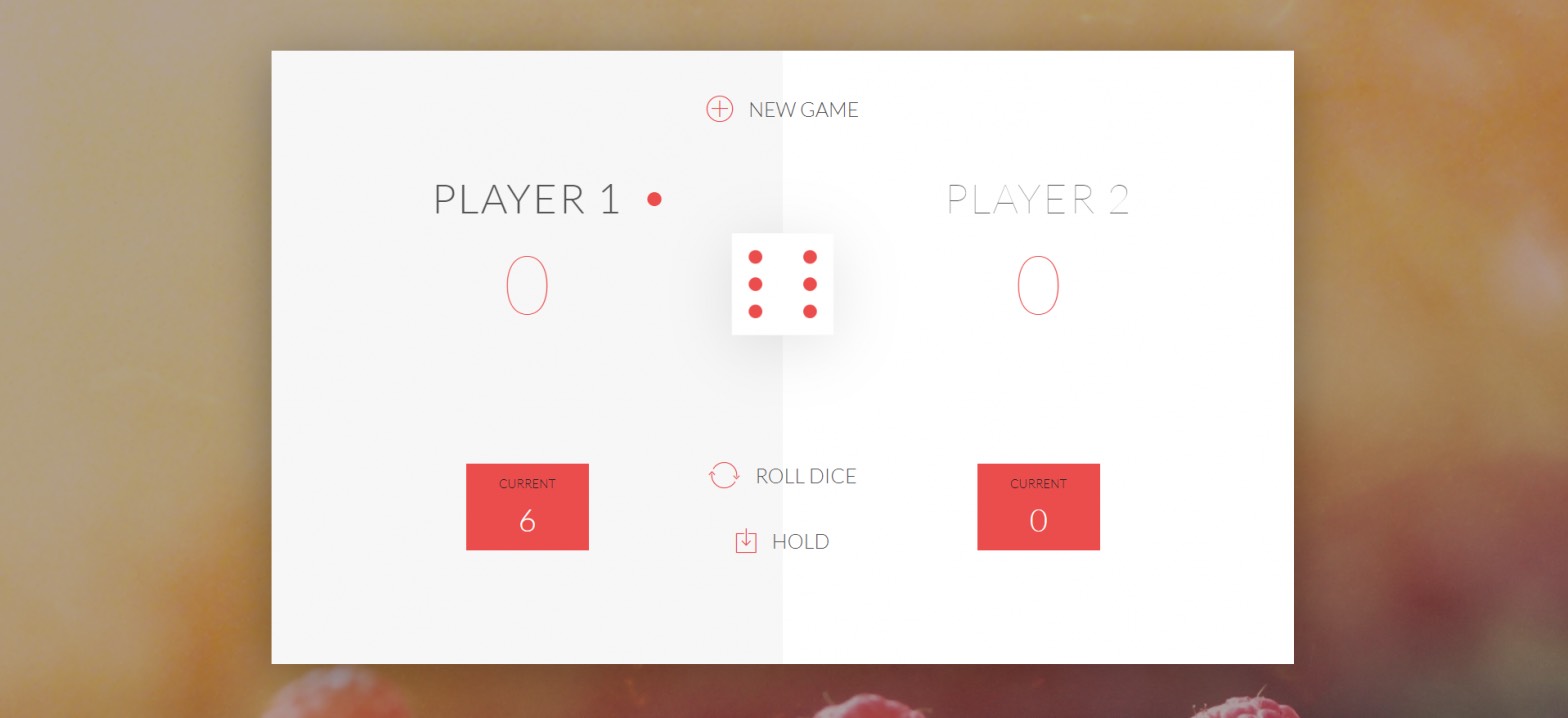 NEW GAME
PLAYER 1
PLAYER 2
0
0
CURRENT
6
ROLL DICE
HOLD
CURRENT
0